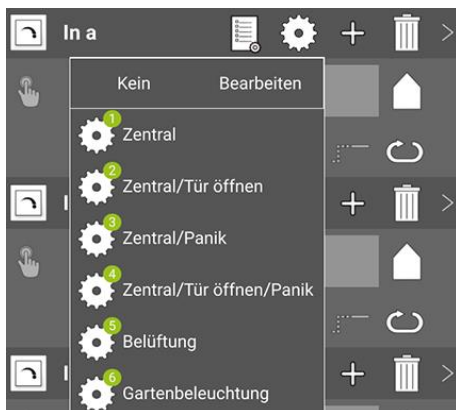 In a
Kein Bearbeiten
1 Zentral
2 Zentral/Tür öffnen
3 Zentral/Panik
4 Zentral/Tür öffnen/Panik
5 Belüftung
6 Gartenbeleuchtung